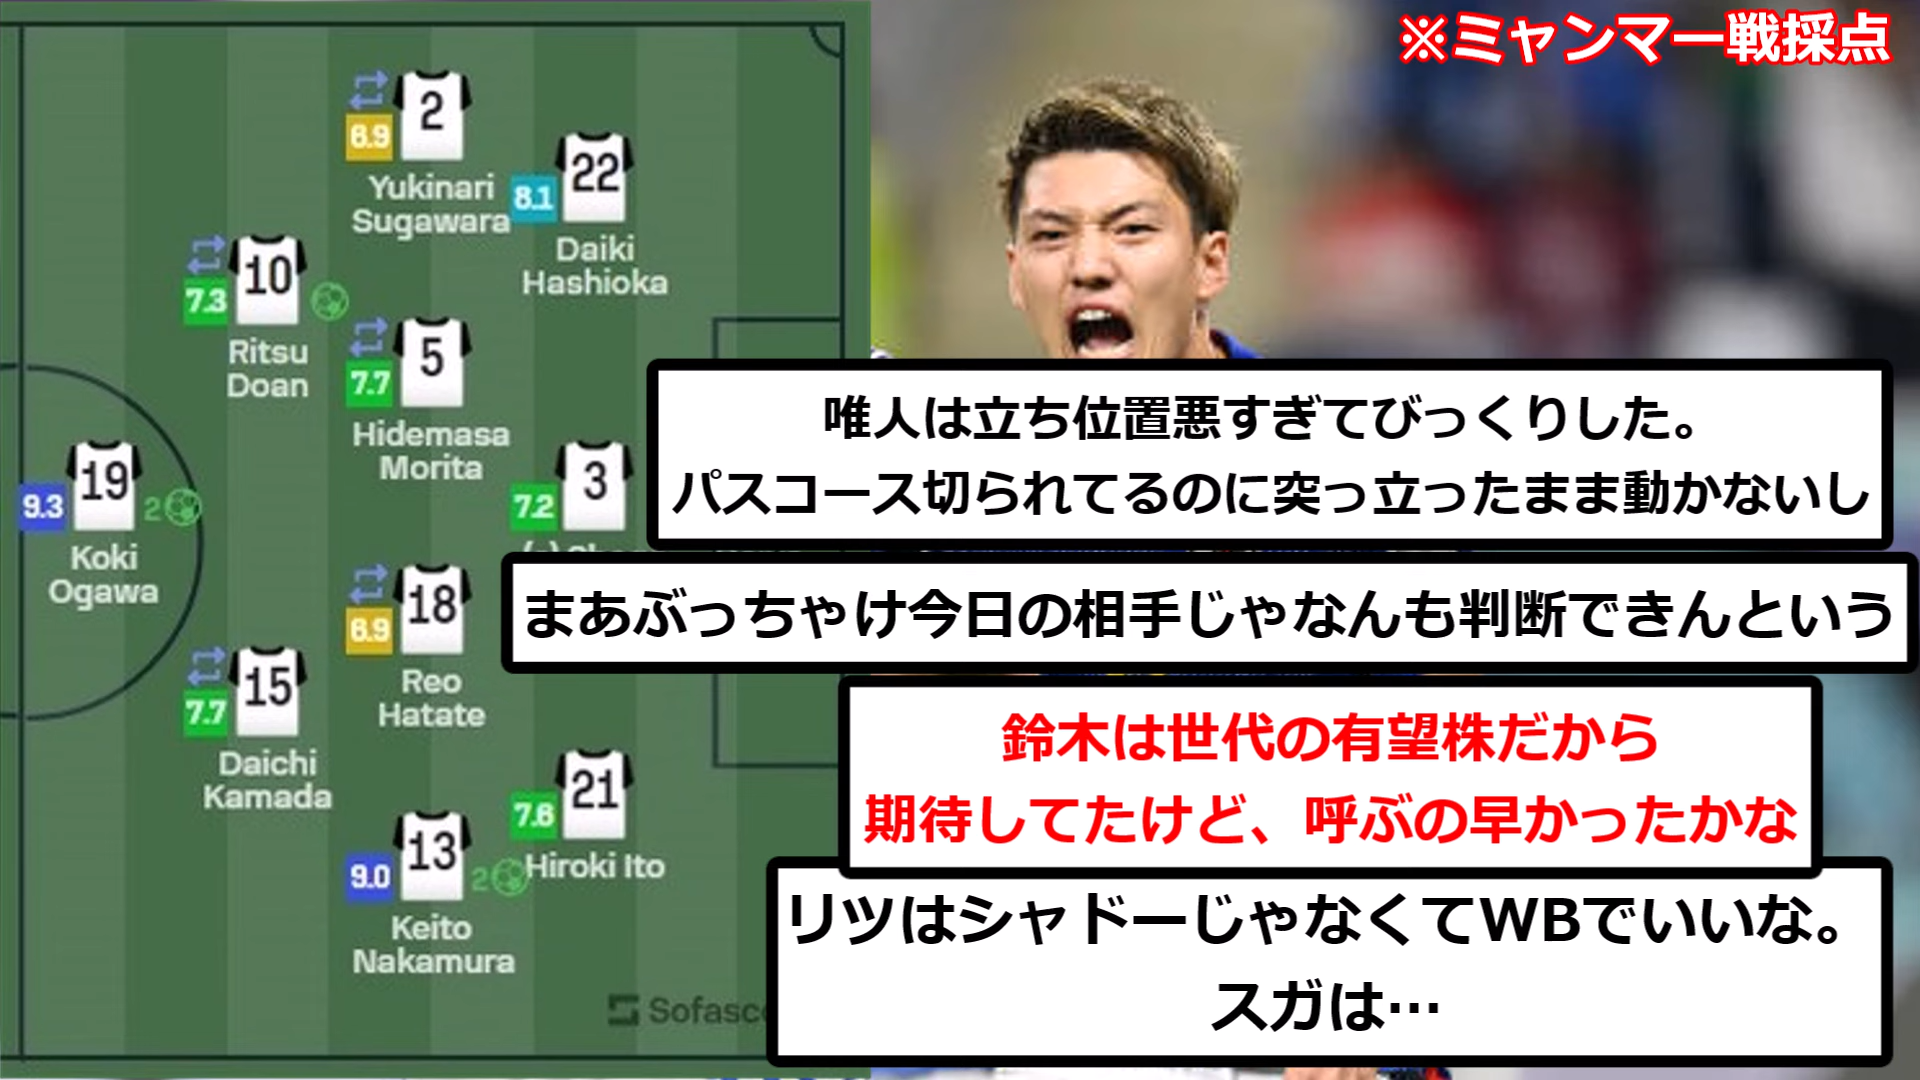 ※ミャンマー戦採点
2
6.9
Yukinari
Sugawara
22
8.1
Daiki
Hashioka
10
7.3
Ritsu
Doan
5
7.7
Hidemasa
Morita
19
9.3
2
Koki
Ogawa
3
7.2
18
6.9
Reo
Hatate
15
7.7
Daichi
Kamada
21
7.6
Hiroki Ito
13
9.0
2
Keito
Nakamura
Sofasc
唯人は立ち位置悪すぎてびっくりした。
パスコース切られてるのに突っ立ったまま動かないし
まあぶっちゃけ今日の相手じゃなんも判断できんという
鈴木は世代の有望株だから
期待してたけど、呼ぶの早かったかな
リツはシャドーじゃなくてWBでいいな。
スガは…